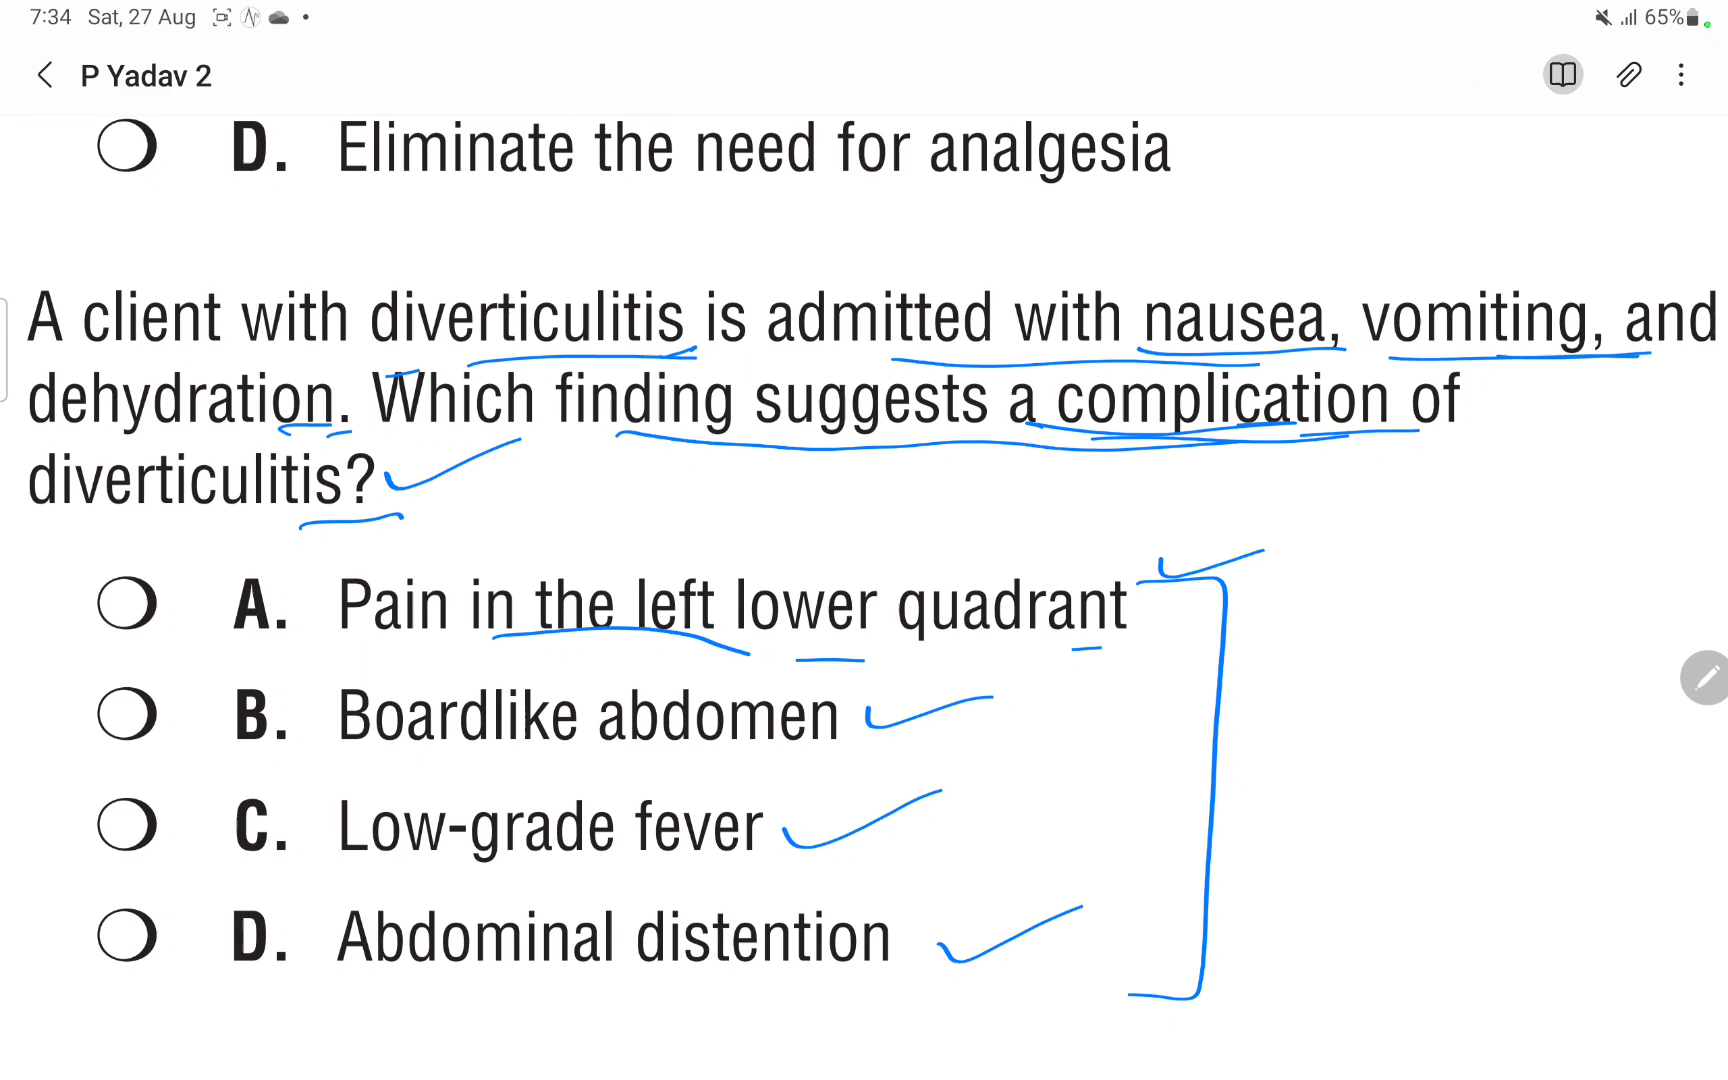 7:34 Sat, 27 Aug
65%
P Yadav 2
D. Eliminate the need for analgesia
A client with diverticulitis is admitted with nausea, vomiting, and
dehydration. Which finding suggests a complication of
diverticulitis?
A. Pain in the left lower quadrant
B. Boardlike abdomen
C. Low-grade fever
D. Abdominal distention